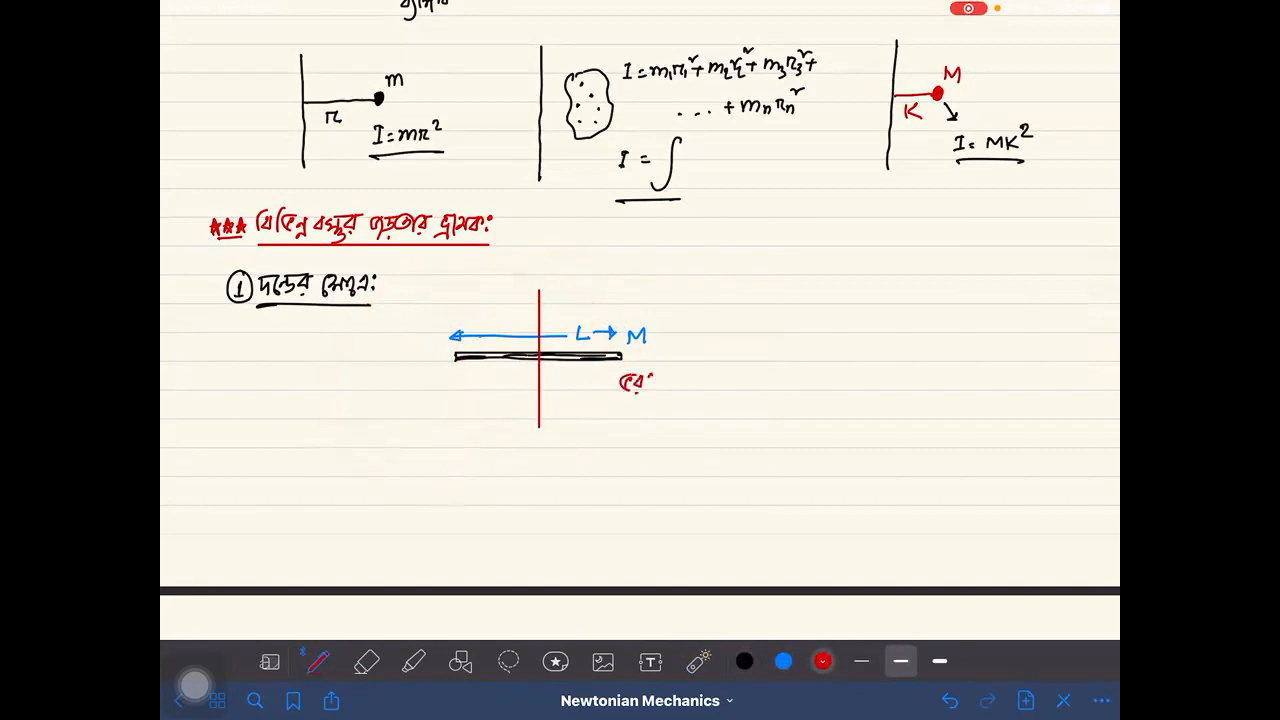 m
r
I = mr²
I = m₁r₁² + m₂r₂² + m₃r₃² +
... + mₙrₙ²
I = ∫
M
K
I = MK²
*** বিভিন্ন বস্তুর জড়তার ভ্রামক:
① দন্ডের ক্ষেত্রে:
L → M
Newtonian Mechanics